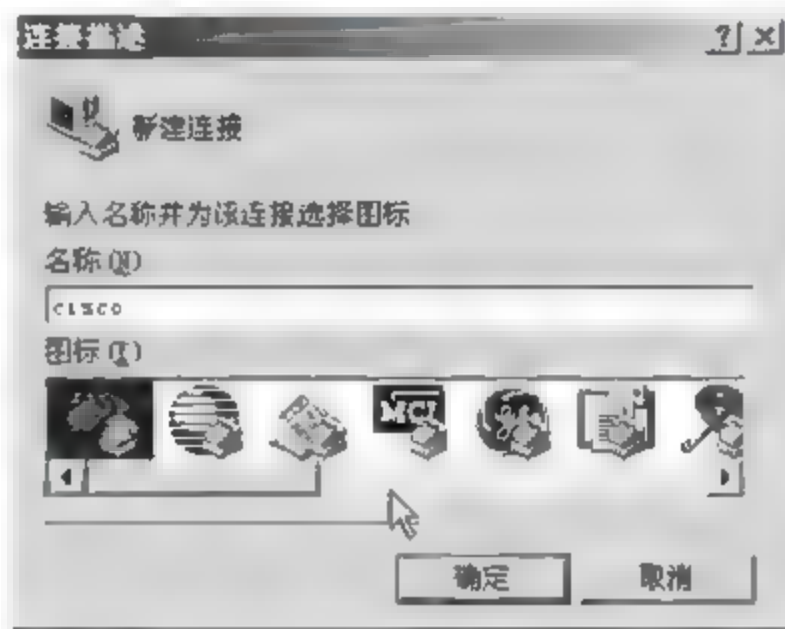 连接描述
新建连接
输入名称并为该连接选择图标
名称(N)
cisco
图标(I)
MCI
确定 取消